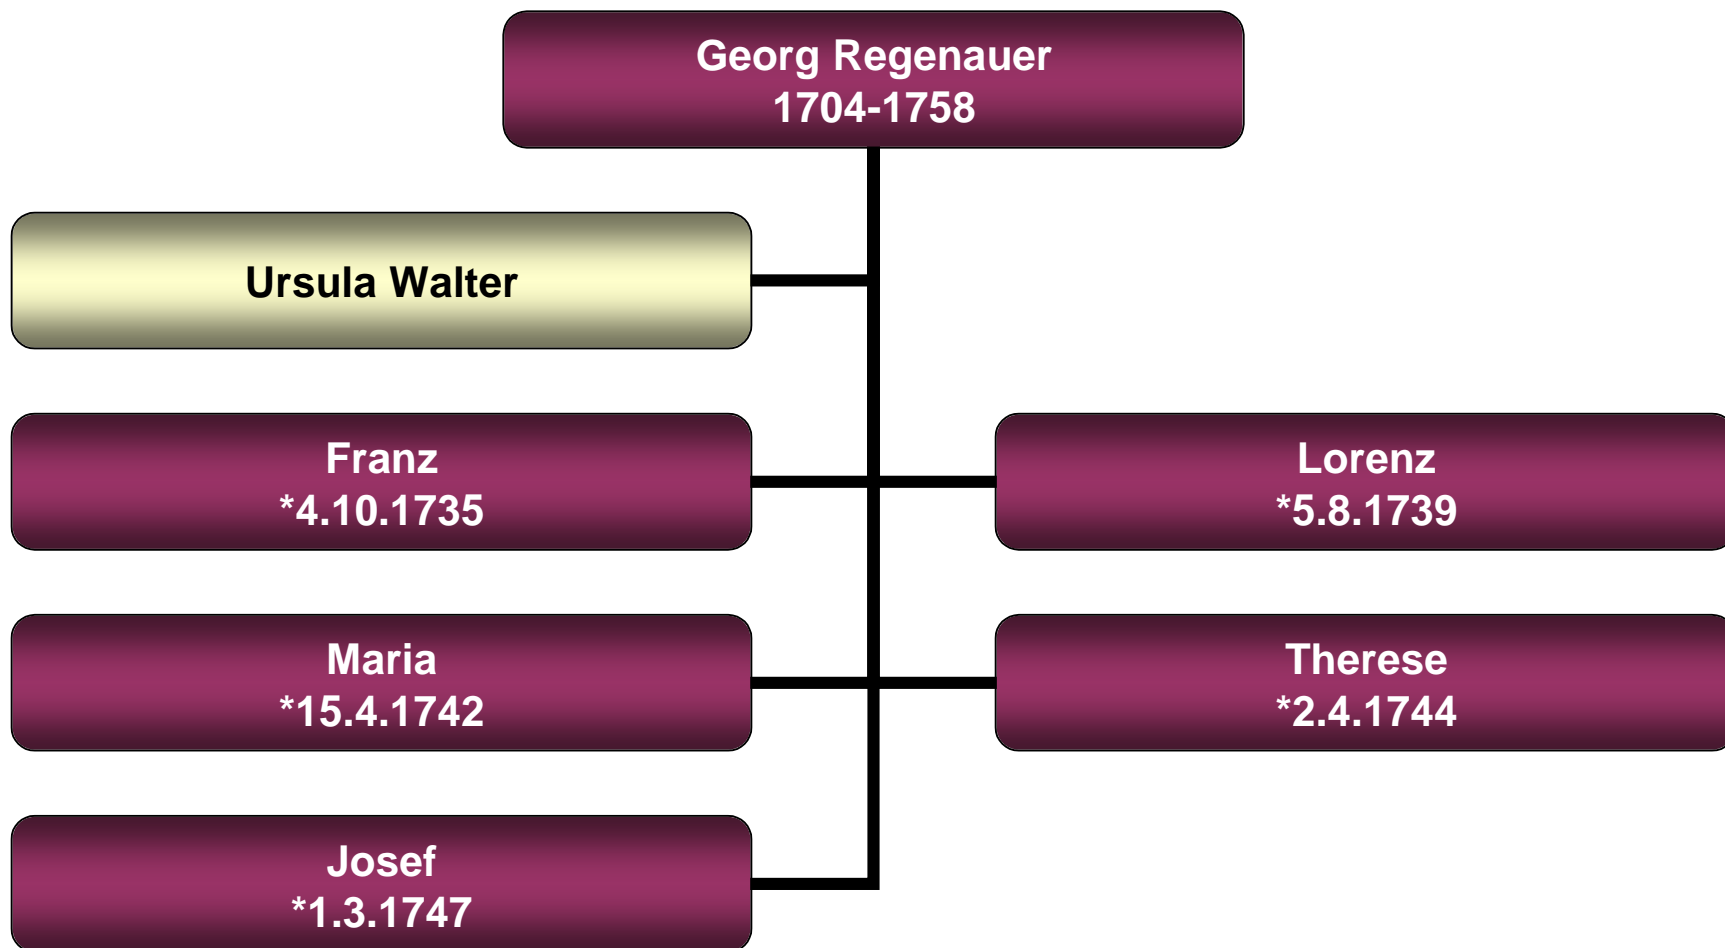 Georg Regenauer
1704-1758
Ursula Walter
Franz
*4.10.1735
Lorenz
*5.8.1739
Maria
*15.4.1742
Therese
*2.4.1744
Josef
*1.3.1747